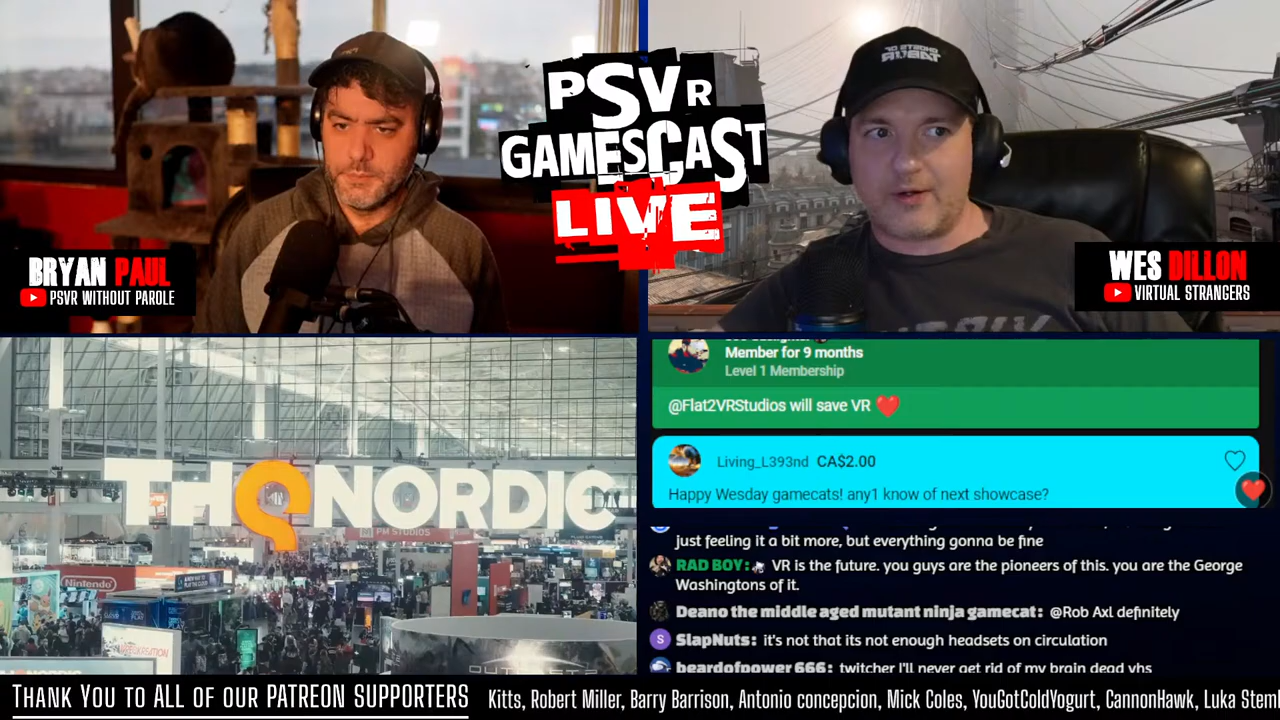 PSVR
GAMESCAST
LIVE
BRYAN PAUL
PSVR WITHOUT PAROLE
WES DILLON
VIRTUAL STRANGERS
THQ NORDIC
PM STUDIOS
Nintendo
Member for 9 months
Level 1 Membership
@Flat2VRStudios will save VR ❤️
Living_L393nd CA$2.00
Happy Wesday gamecats! any1 know of next showcase?
just feeling it a bit more, but everything gonna be fine
RAD BOY: VR is the future. you guys are the pioneers of this. you are the George
Washingtons of it.
Deano the middle aged mutant ninja gamecat: @Rob Axl definitely
S SlapNuts: it's not that its not enough headsets on circulation
beardofpower666: twitcher I'll never get rid of my brain dead vhs
THANK YOU TO ALL OF OUR PATREON SUPPORTERS Kitts, Robert Miller, Barry Barrison, Antonio concepcion, Mick Coles, YouGotColdYogurt, CannonHawk, Luka Stem